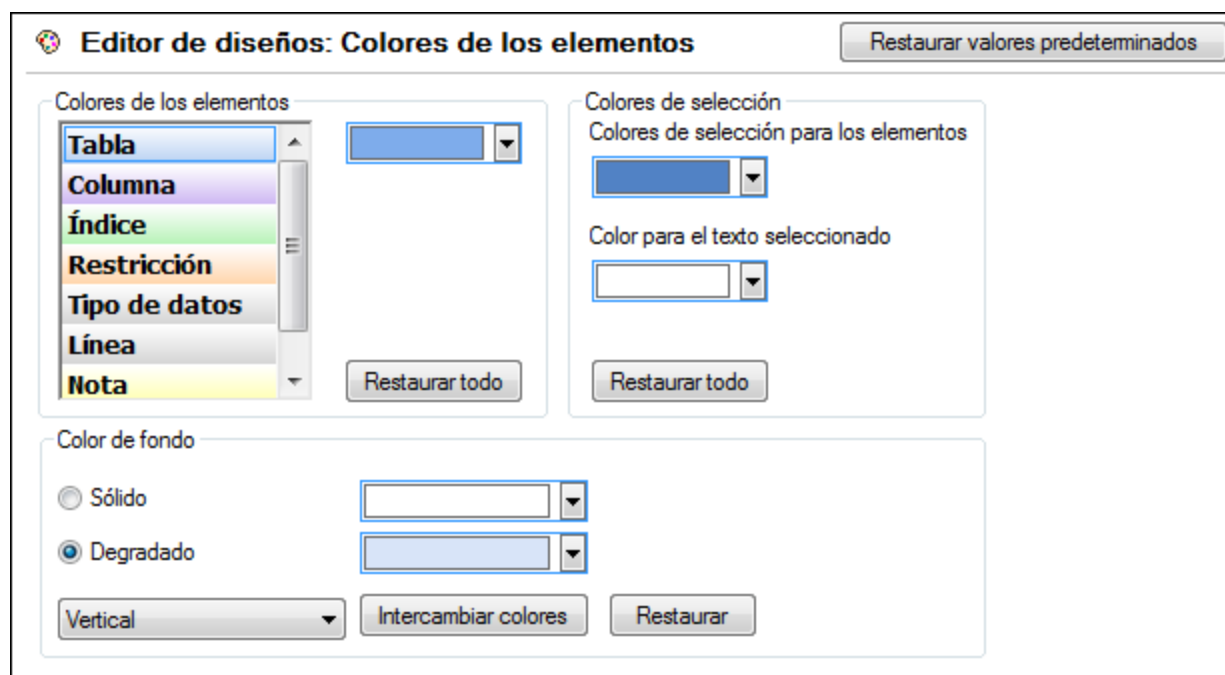 Editor de diseños: Colores de los elementos
Restaurar valores predeterminados
Colores de los elementos
Tabla
Columna
Índice
Restricción
Tipo de datos
Línea
Nota
Restaurar todo
Colores de selección
Colores de selección para los elementos
Color para el texto seleccionado
Restaurar todo
Color de fondo
Sólido
Degradado
Vertical
Intercambiar colores
Restaurar